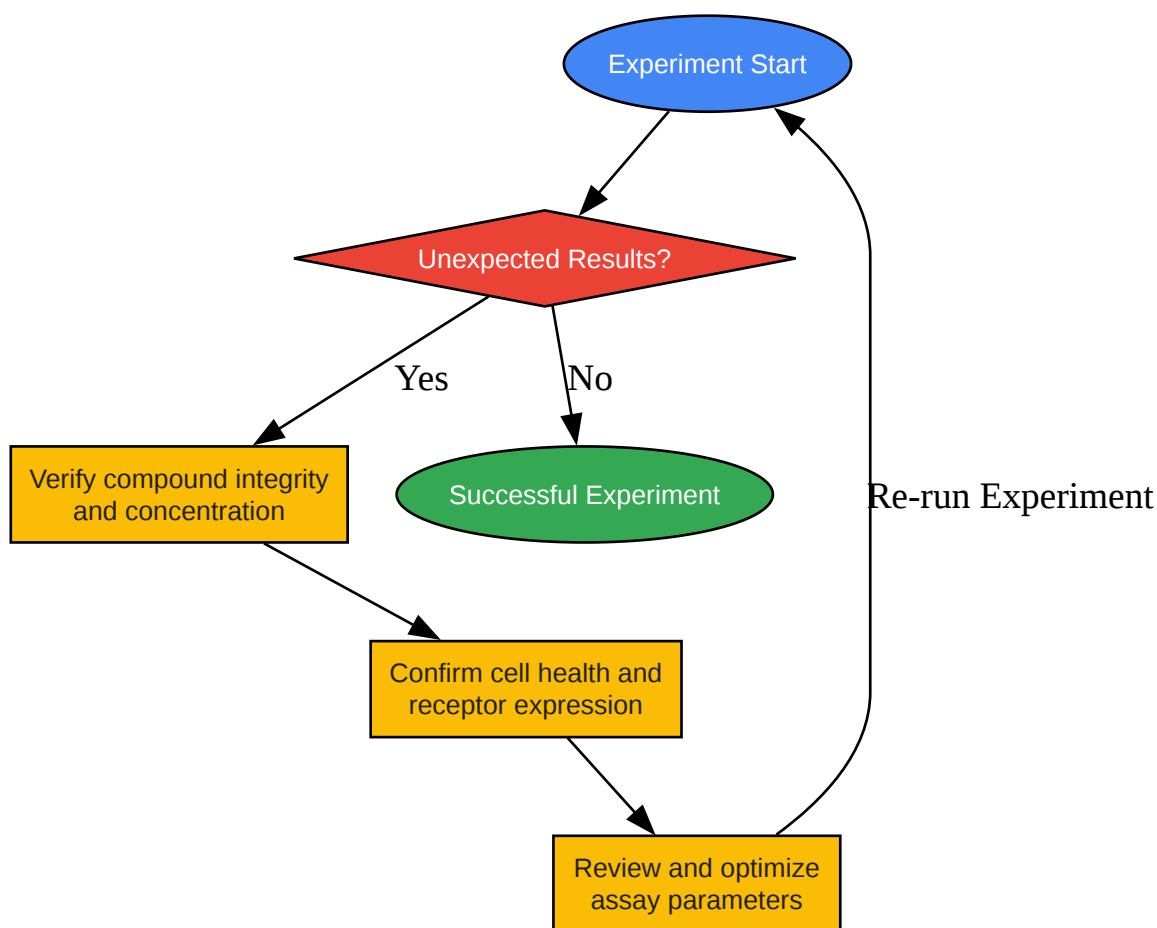 Experiment Start
Unexpected Results?
Yes
No
Verify compound integrity
and concentration
Successful Experiment
Re-run Experiment
Confirm cell health and
receptor expression
Review and optimize
assay parameters